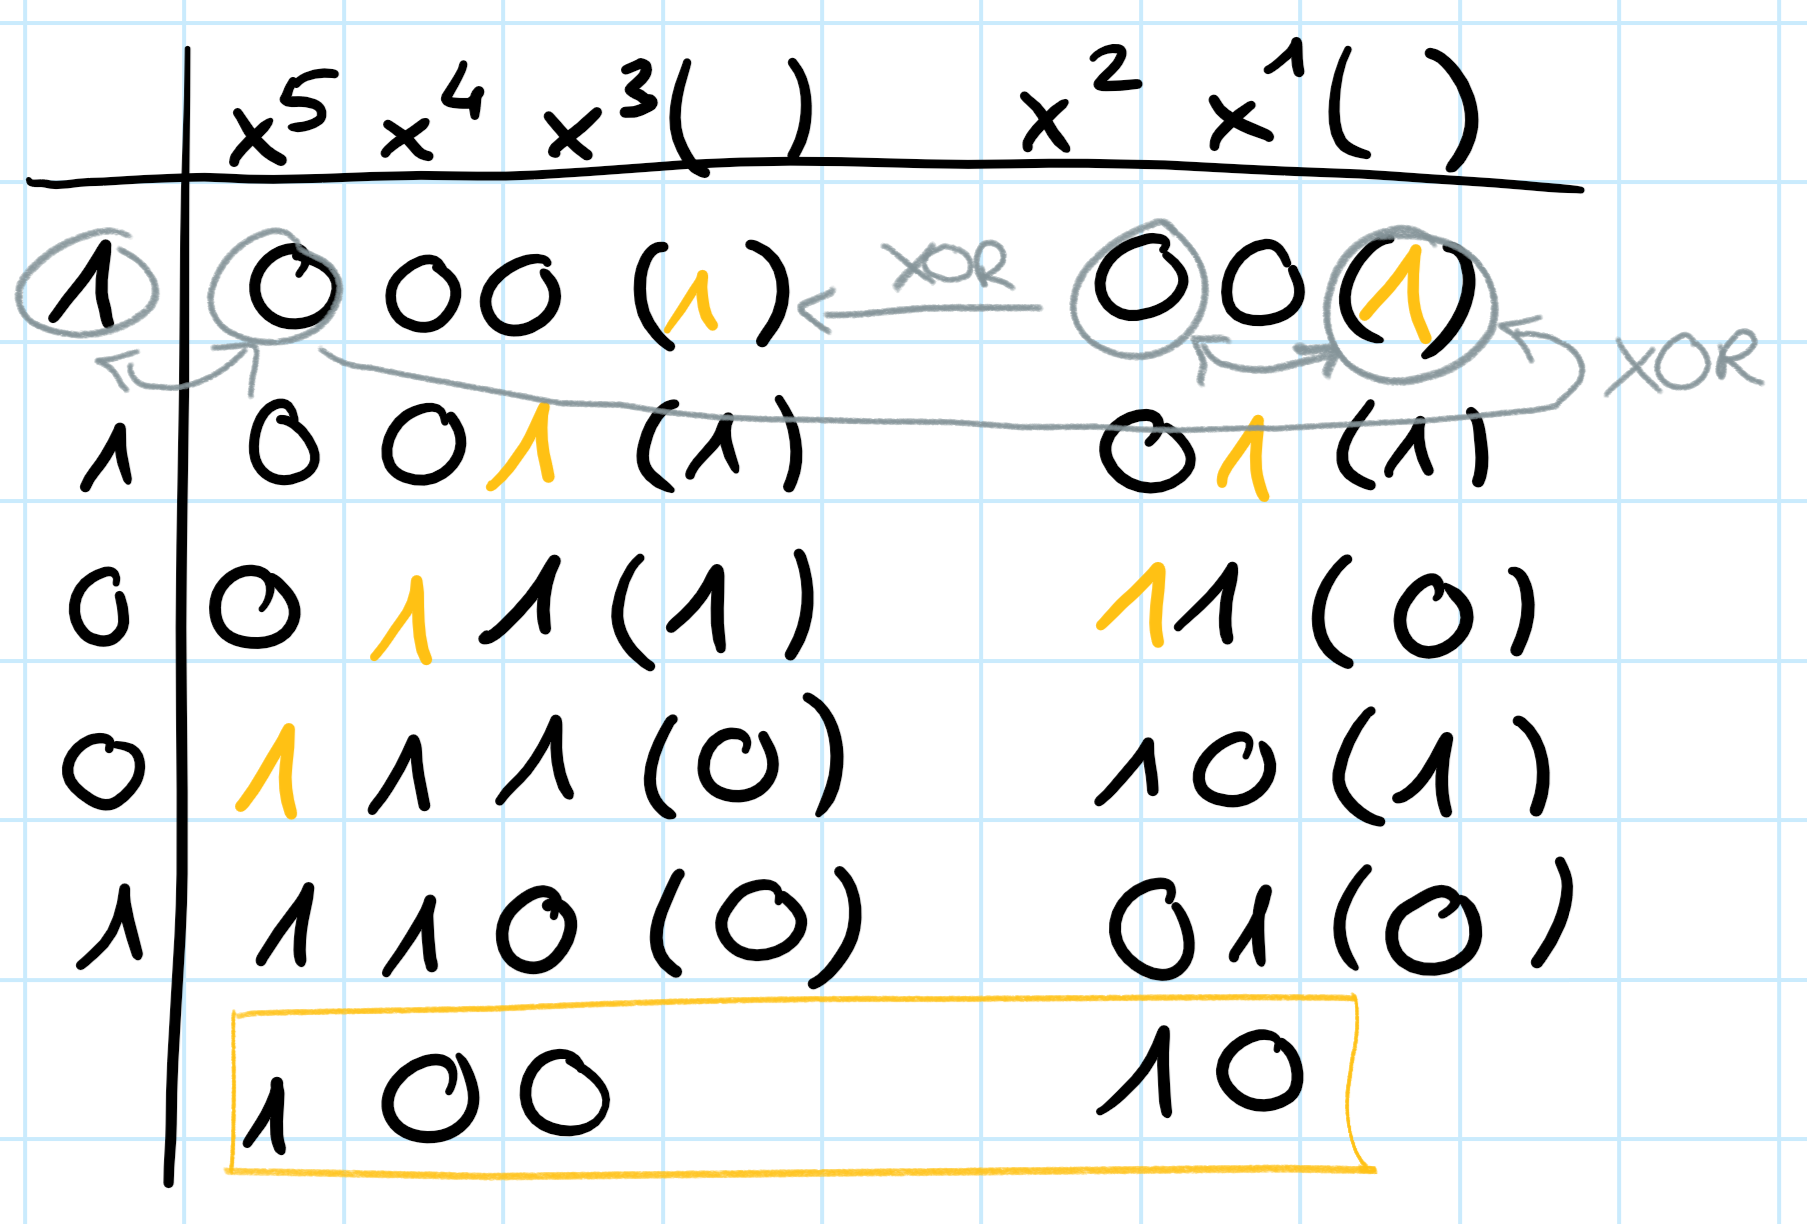 x⁵ x⁴ x³ ( ) x² x¹ ( )
1 0 0 0 (1) XOR 0 0 (1)
XOR
1 0 0 1 (1) 0 1 (1)
0 0 1 1 (1) 1 1 (0)
0 1 1 1 (0) 1 0 (1)
1 1 1 0 (0) 0 1 (0)
1 0 0 1 0